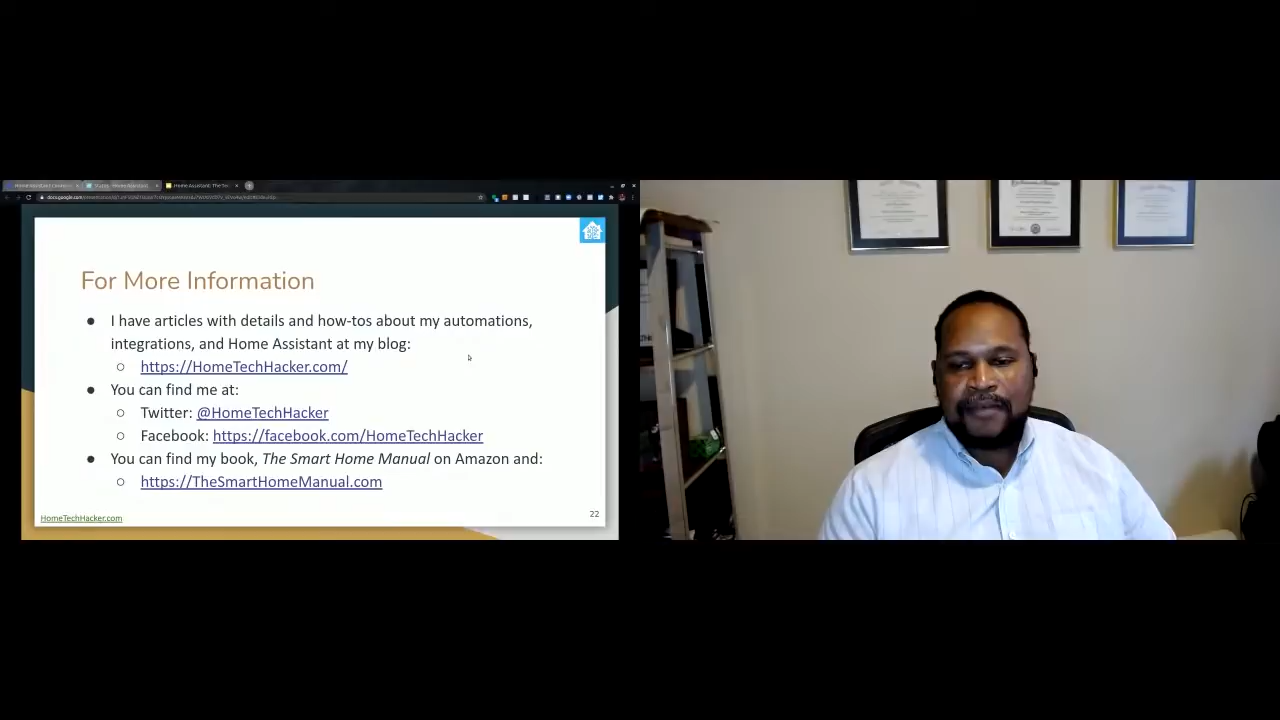 For More Information
● I have articles with details and how-tos about my automations,
integrations, and Home Assistant at my blog:
○ https://HomeTechHacker.com/
● You can find me at:
○ Twitter: @HomeTechHacker
○ Facebook: https://facebook.com/HomeTechHacker
● You can find my book, The Smart Home Manual on Amazon and:
○ https://TheSmartHomeManual.com
HomeTechHacker.com
22